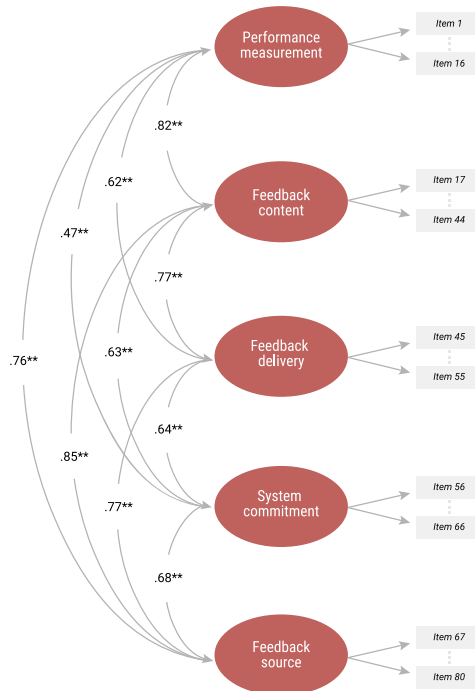 Performance
measurement
Item 1
Item 16
.82**
.62**
Feedback
content
Item 17
Item 44
.47**
.77**
Feedback
delivery
Item 45
Item 55
.63**
.76**
.64**
.85**
System
commitment
Item 56
Item 66
.77**
.68**
Feedback
source
Item 67
Item 80